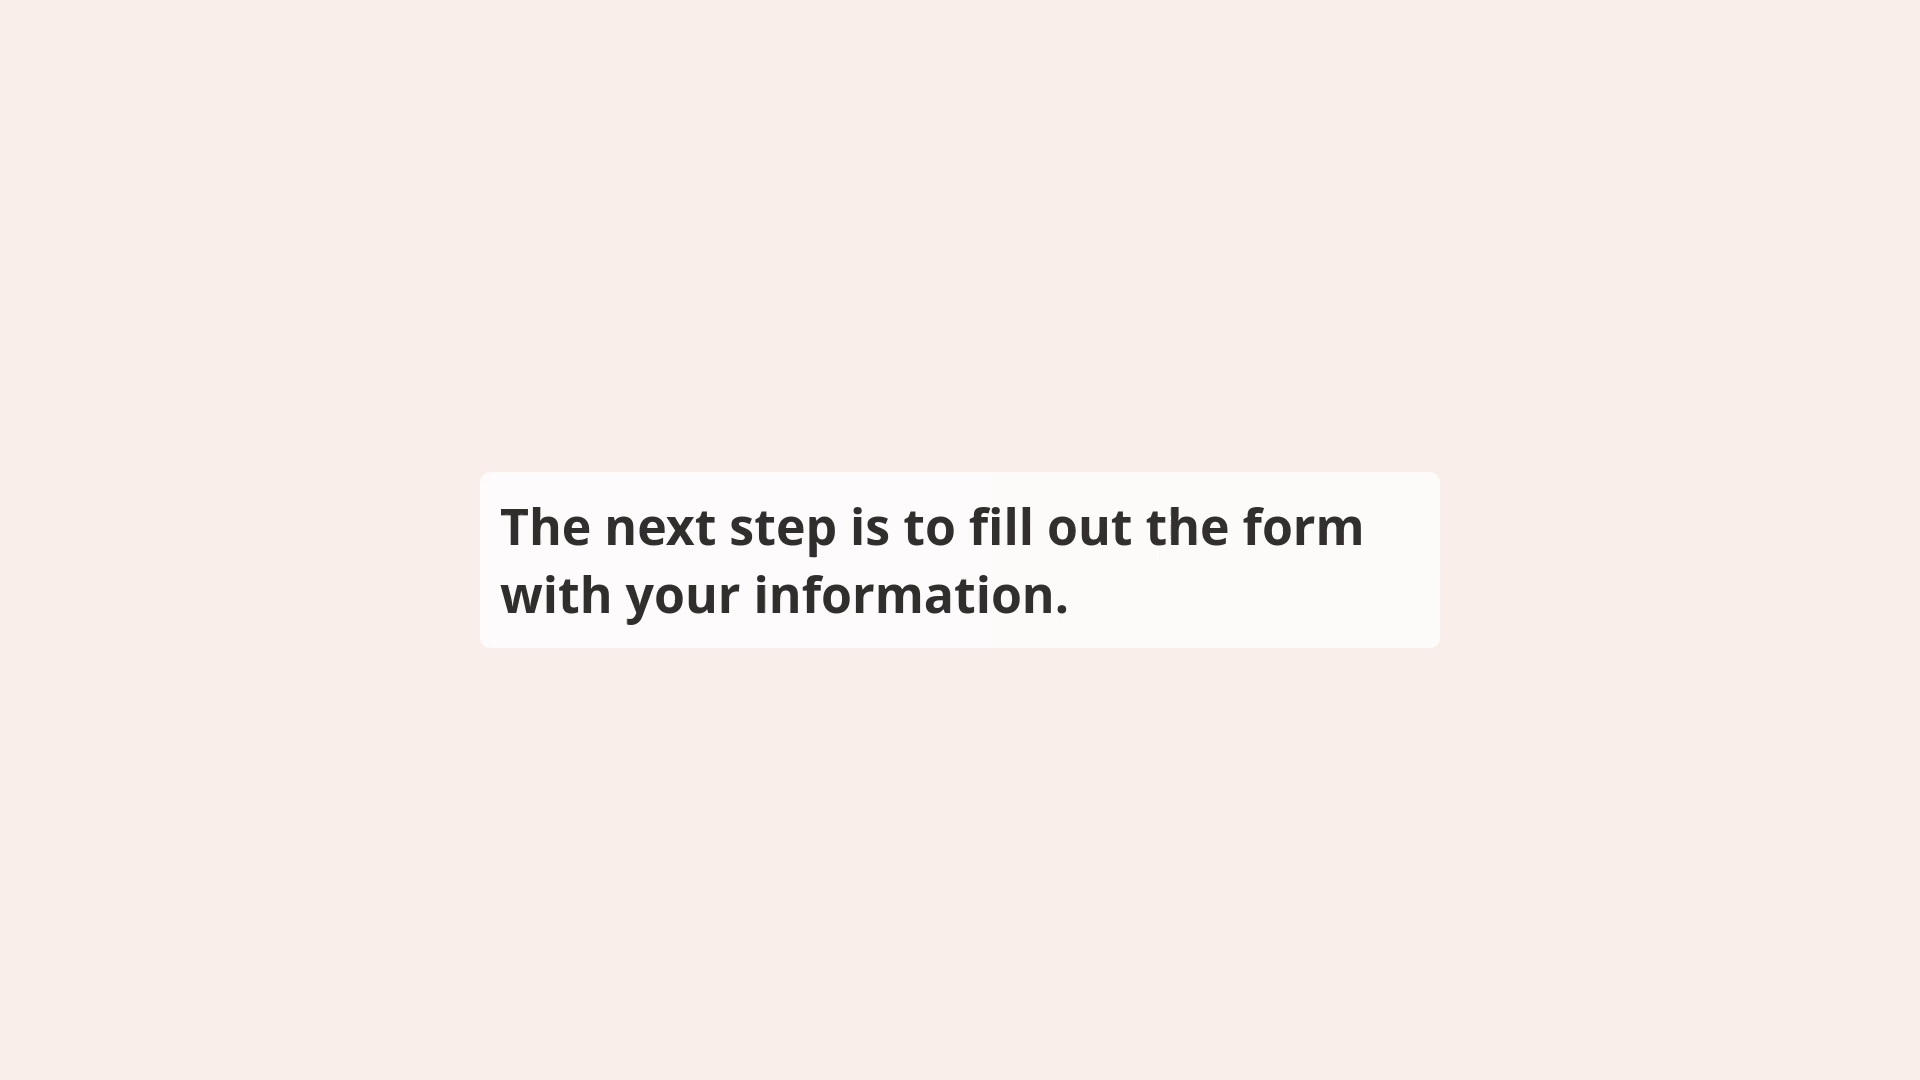 The next step is to fill out the form
with your information.